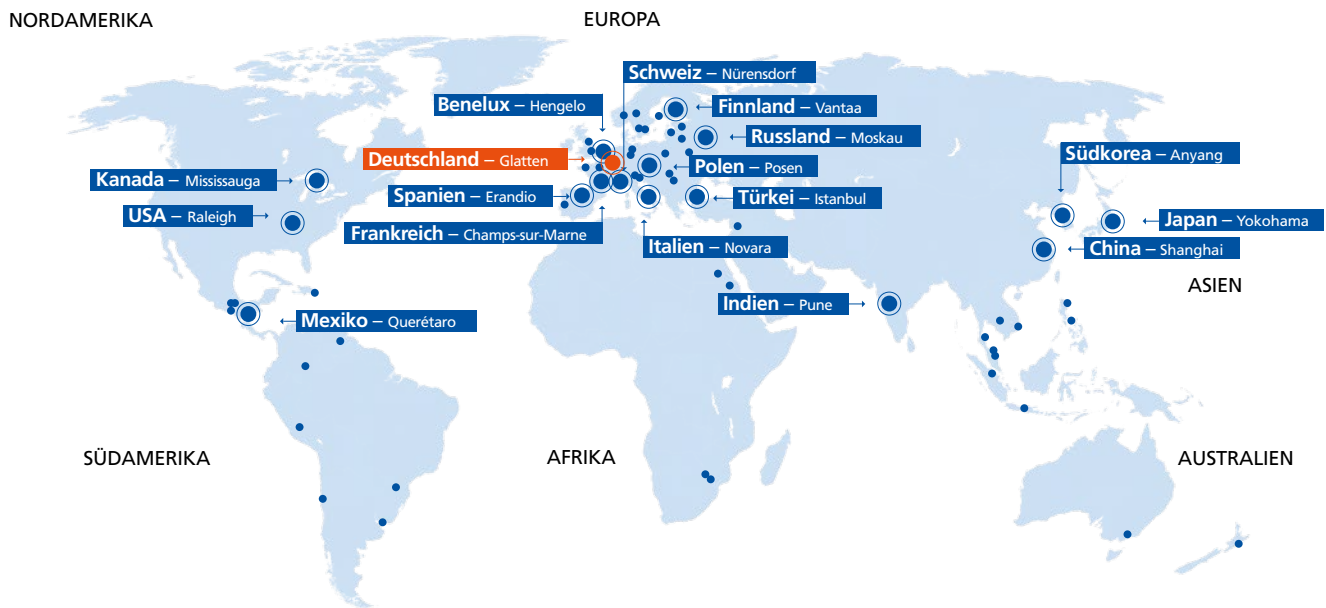 NORDAMERIKA
EUROPA
Schweiz – Nürensdorf
Benelux – Hengelo
Finnland – Vantaa
Russland – Moskau
Deutschland – Glatten
Polen – Posen
Südkorea – Anyang
Kanada – Mississauga
Spanien – Erandio
Türkei – Istanbul
USA – Raleigh
Japan – Yokohama
Frankreich – Champs-sur-Marne
Italien – Novara
China – Shanghai
ASIEN
Indien – Pune
Mexiko – Querétaro
SÜDAMERIKA
AFRIKA
AUSTRALIEN